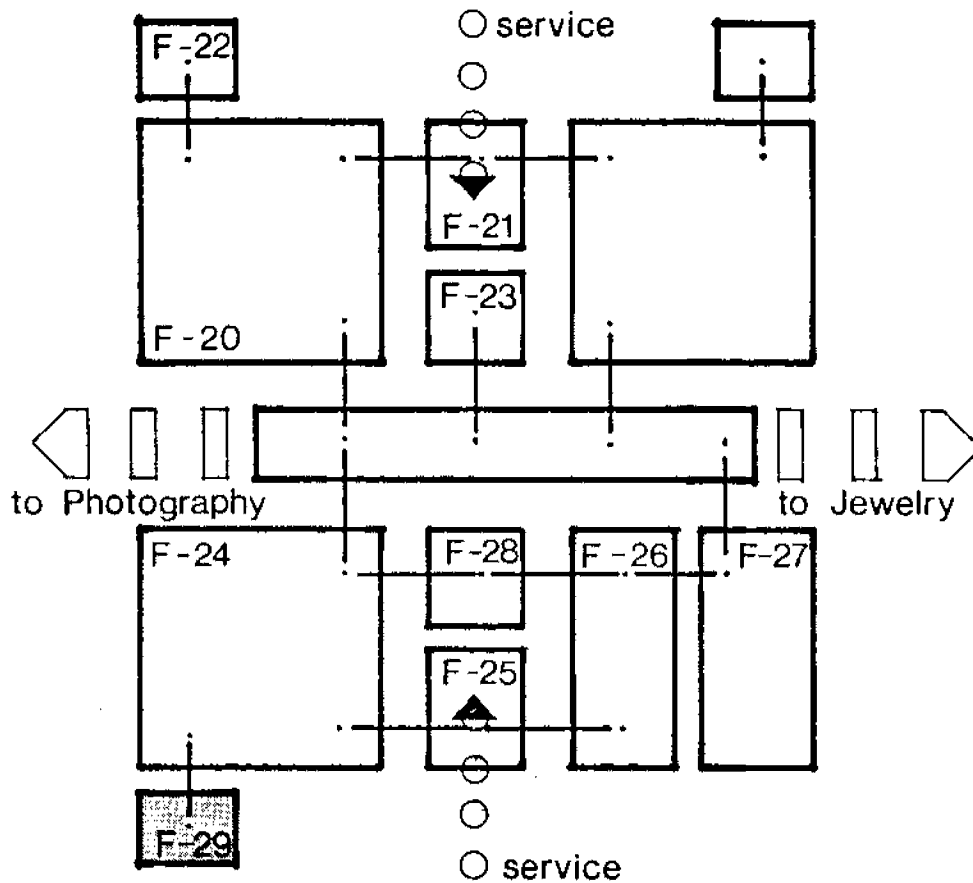 service
F-22
F-21
F-23
F-20
to Photography
to Jewelry
F-24
F-28
F-26
F-27
F-25
F-29
service